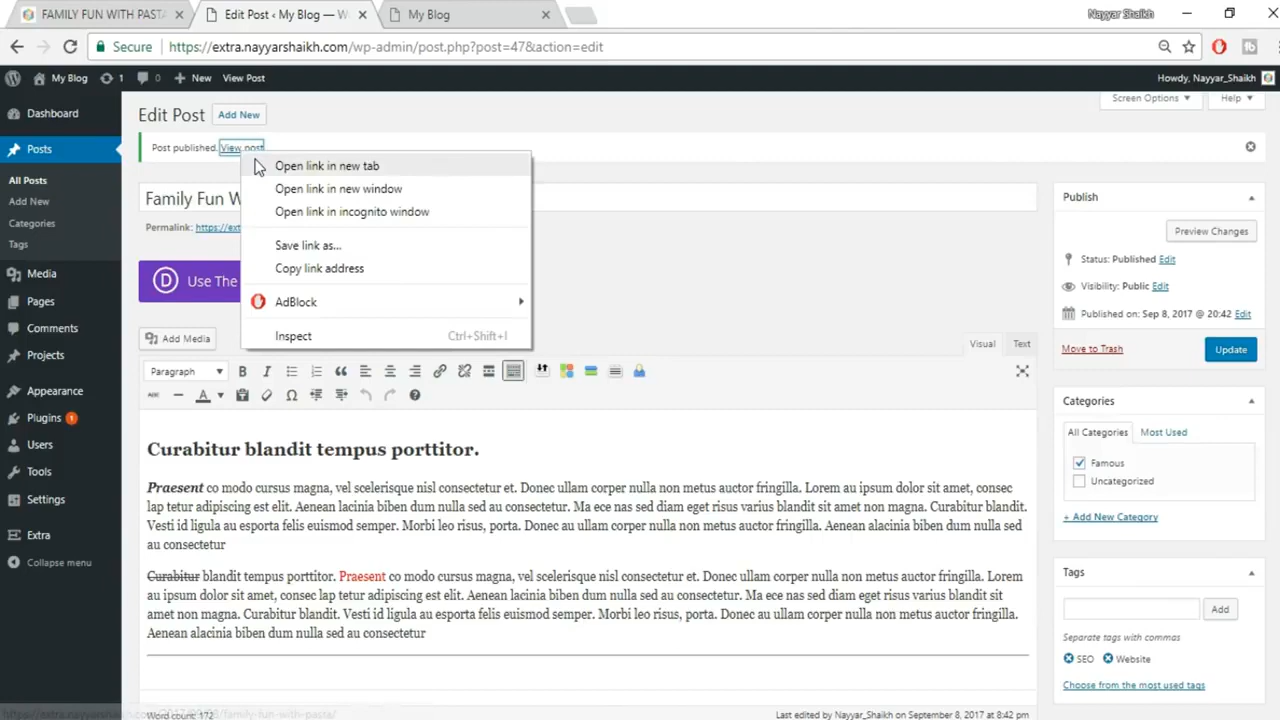 FAMILY FUN WITH PASTA
Edit Post ‹ My Blog — W
My Blog
Nayyar Shaikh
Secure
https://extra.nayyarshaikh.com/wp-admin/post.php?post=47&action=edit
My Blog
1
0
New
View Post
Howdy, Nayyar_Shaikh
Dashboard
Posts
All Posts
Add New
Categories
Tags
Media
Pages
Comments
Projects
Appearance
Plugins 1
Users
Tools
Settings
Extra
Collapse menu
Screen Options
Help
Edit Post
Add New
Post published. View post
Open link in new tab
Open link in new window
Open link in incognito window
Save link as...
Copy link address
AdBlock
Inspect
Ctrl+Shift+I
Family Fun W
Permalink: https://ext
D Use The
Add Media
Visual
Text
Paragraph
B I
ABC
A
Curabitur blandit tempus porttitor.
Praesent co modo cursus magna, vel scelerisque nisl consectetur et. Donec ullam corper nulla non metus auctor fringilla. Lorem au ipsum dolor sit amet, consec
lap tetur adipiscing est elit. Aenean lacinia biben dum nulla sed consectetur. Ma ece nas sed diam eget risus varius blandit sit amet non magna. Curabitur blandit.
Vesti id ligula au esporta felis euismod semper. Morbi leo risus, porta. Donec au ullam corper nulla non metus auctor fringilla. Aenean alacinia biben dum nulla sed
au consectetur
Curabitur blandit tempus porttitor. Praesent co modo cursus magna, vel scelerisque nisl consectetur et. Donec ullam corper nulla non metus auctor fringilla. Lorem
au ipsum dolor sit amet, consec lap tetur adipiscing est elit. Aenean lacinia biben dum nulla sed consectetur. Ma ece nas sed diam eget risus varius blandit sit
amet non magna. Curabitur blandit. Vesti id ligula au esporta felis euismod semper. Morbi leo risus, porta. Donec au ullam corper nulla non metus auctor fringilla.
Aenean alacinia biben dum nulla sed au consectetur
Word count: 172
Last edited by Nayyar_Shaikh on September 8, 2017 at 8:42 pm
Publish
Preview Changes
Status: Published Edit
Visibility: Public Edit
Published on: Sep 8, 2017 @ 20:42 Edit
Move to Trash
Update
Categories
All Categories
Most Used
Famous
Uncategorized
+ Add New Category
Tags
Add
Separate tags with commas
SEO
Website
Choose from the most used tags